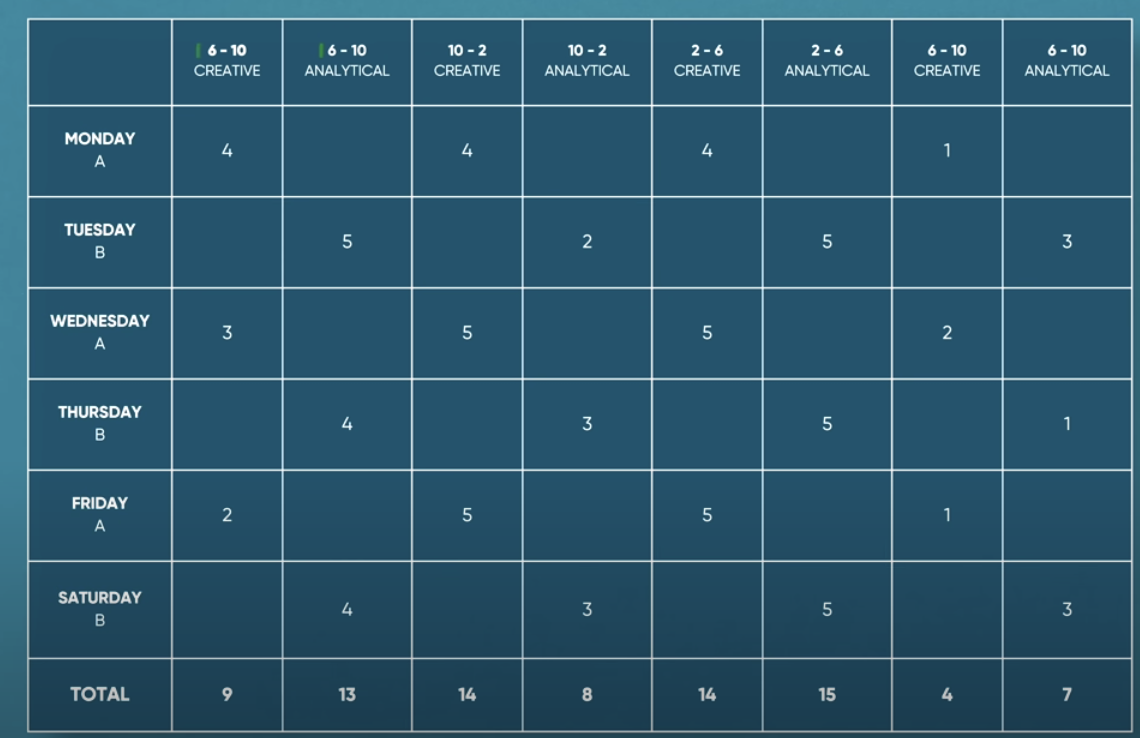 6 - 10 CREATIVE	6 - 10 ANALYTICAL	10 - 2 CREATIVE	10 - 2 ANALYTICAL	2 - 6 CREATIVE	2 - 6 ANALYTICAL	6 - 10 CREATIVE	6 - 10 ANALYTICAL
MONDAY A	4		4		4		1	
TUESDAY B		5		2		5		3
WEDNESDAY A	3		5		5		2	
THURSDAY B		4		3		5		1
FRIDAY A	2		5		5		1	
SATURDAY B		4		3		5		3
TOTAL	9	13	14	8	14	15	4	7